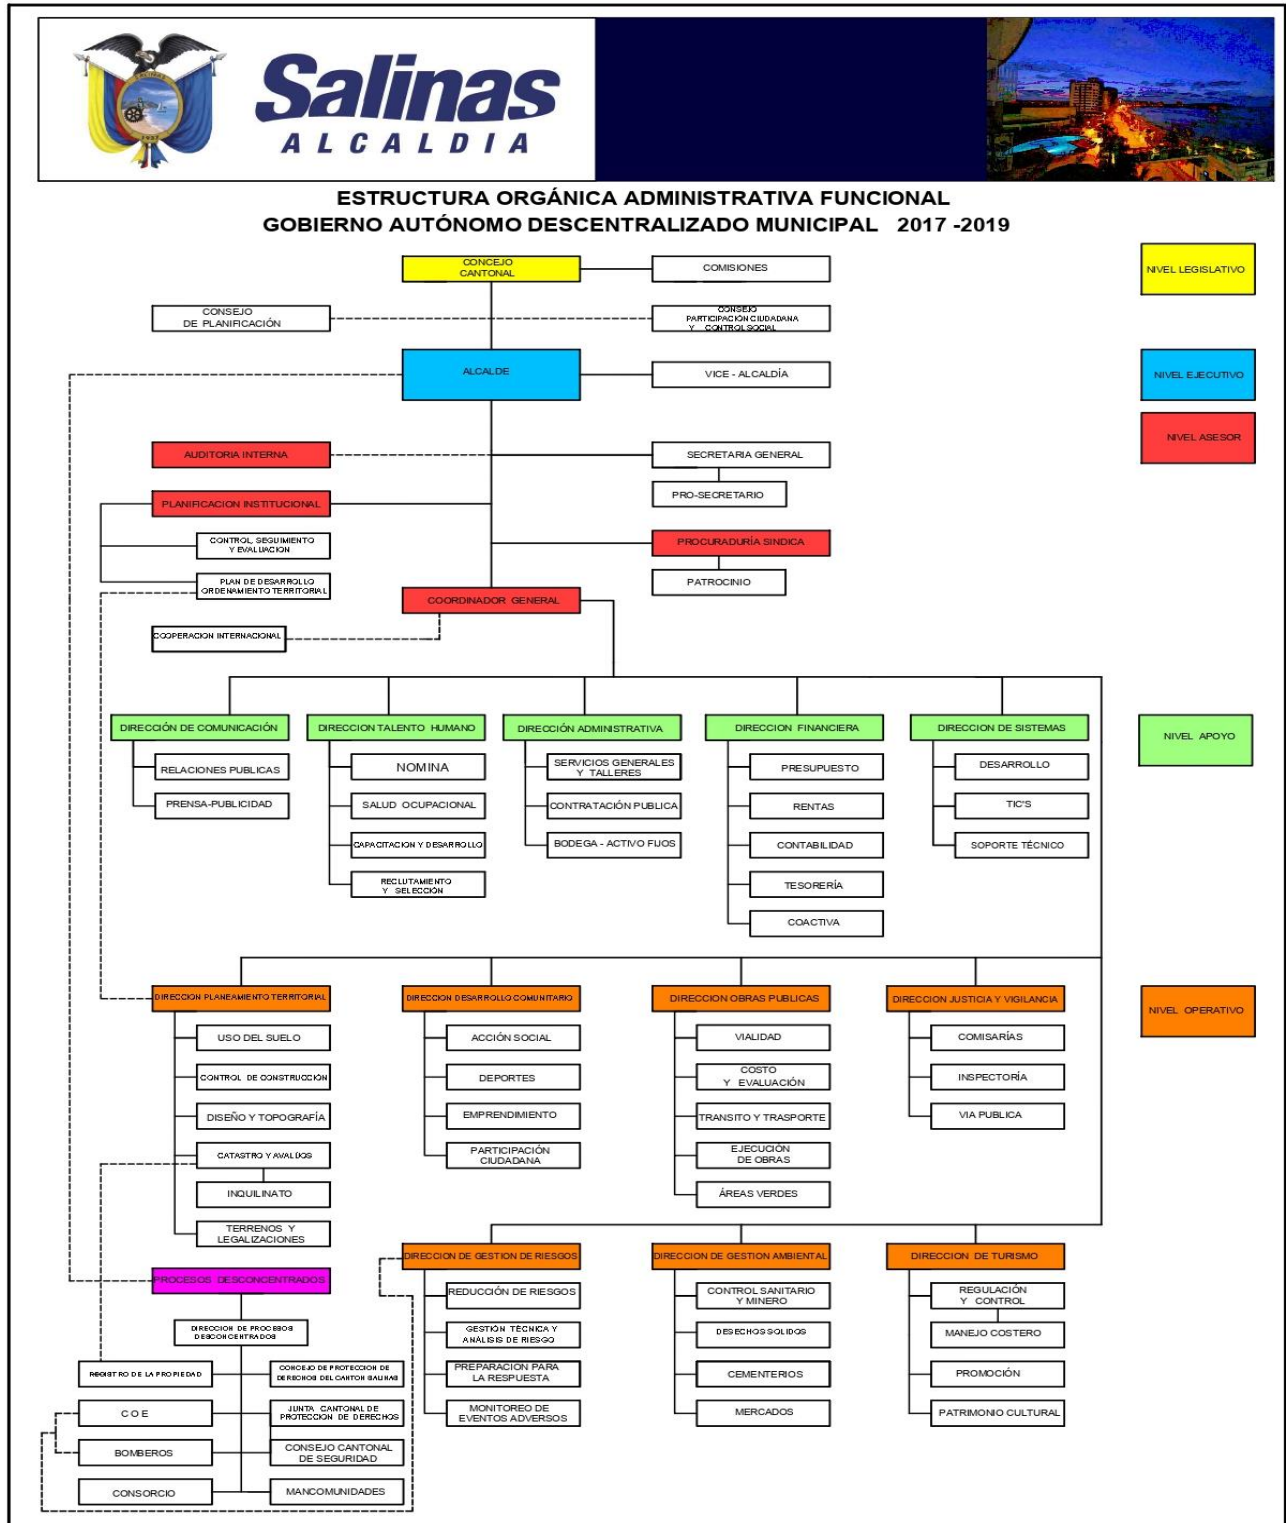 Salinas
ALCALDIA
ESTRUCTURA ORGÁNICA ADMINISTRATIVA FUNCIONAL
GOBIERNO AUTÓNOMO DESCENTRALIZADO MUNICIPAL 2017 -2019
CONCEJO
CANTONAL
COMISIONES
NIVEL LEGISLATIVO
CONSEJO
DE PLANIFICACIÓN
CONSEJO
PARTICIPACIÓN CIUDADANA
Y CONTROL SOCIAL
ALCALDE
VICE - ALCALDÍA
NIVEL EJECUTIVO
NIVEL ASESOR
AUDITORIA INTERNA
SECRETARIA GENERAL
PRO-SECRETARIO
PLANIFICACION INSTITUCIONAL
CONTROL, SEGUIMIENTO
Y EVALUACION
PROCURADURÍA SINDICA
PATROCINIO
PLAN DE DESARROLLO
ORDENAMIENTO TERRITORIAL
COORDINADOR GENERAL
COOPERACION INTERNACIONAL
DIRECCIÓN DE COMUNICACIÓN
RELACIONES PUBLICAS
PRENSA-PUBLICIDAD
DIRECCION TALENTO HUMANO
NOMINA
SALUD OCUPACIONAL
CAPACITACION Y DESARROLLO
RECLUTAMIENTO
Y SELECCIÓN
DIRECCIÓN ADMINISTRATIVA
SERVICIOS GENERALES
Y TALLERES
CONTRATACIÓN PUBLICA
BODEGA - ACTIVO FIJOS
DIRECCION FINANCIERA
PRESUPUESTO
RENTAS
CONTABILIDAD
TESORERÍA
COACTIVA
DIRECCION DE SISTEMAS
DESARROLLO
TIC'S
SOPORTE TÉCNICO
NIVEL APOYO
DIRECCION PLANEAMIENTO TERRITORIAL
USO DEL SUELO
CONTROL DE CONSTRUCCIÓN
DISEÑO Y TOPOGRAFÍA
CATASTRO Y AVALÚOS
INQUILINATO
TERRENOS Y
LEGALIZACIONES
DIRECCION DESARROLLO COMUNITARIO
ACCIÓN SOCIAL
DEPORTES
EMPRENDIMIENTO
PARTICIPACIÓN
CIUDADANA
DIRECCION OBRAS PUBLICAS
VIALIDAD
COSTO
Y EVALUACIÓN
TRANSITO Y TRASPORTE
EJECUCIÓN
DE OBRAS
ÁREAS VERDES
DIRECCION JUSTICIA Y VIGILANCIA
COMISARÍAS
INSPECTORÍA
VIA PUBLICA
NIVEL OPERATIVO
DIRECCION DE GESTION DE RIESGOS
REDUCCIÓN DE RIESGOS
GESTIÓN TÉCNICA Y
ANÁLISIS DE RIESGO
PREPARACION PARA
LA RESPUESTA
MONITOREO DE
EVENTOS ADVERSOS
DIRECCION DE GESTION AMBIENTAL
CONTROL SANITARIO
Y MINERO
DESECHOS SOLIDOS
CEMENTERIOS
MERCADOS
DIRECCION DE TURISMO
REGULACIÓN
Y CONTROL
MANEJO COSTERO
PROMOCIÓN
PATRIMONIO CULTURAL
PROCESOS DESCONCENTRADOS
DIRECCION DE PROCESOS
DESCONCENTRADOS
REGISTRO DE LA PROPIEDAD
CONCEJO DE PROTECCION DE
DERECHOS DEL CANTON SALINAS
C O E
JUNTA CANTONAL DE
PROTECCION DE DERECHOS
BOMBEROS
CONSEJO CANTONAL
DE SEGURIDAD
CONSORCIO
MANCOMUNIDADES